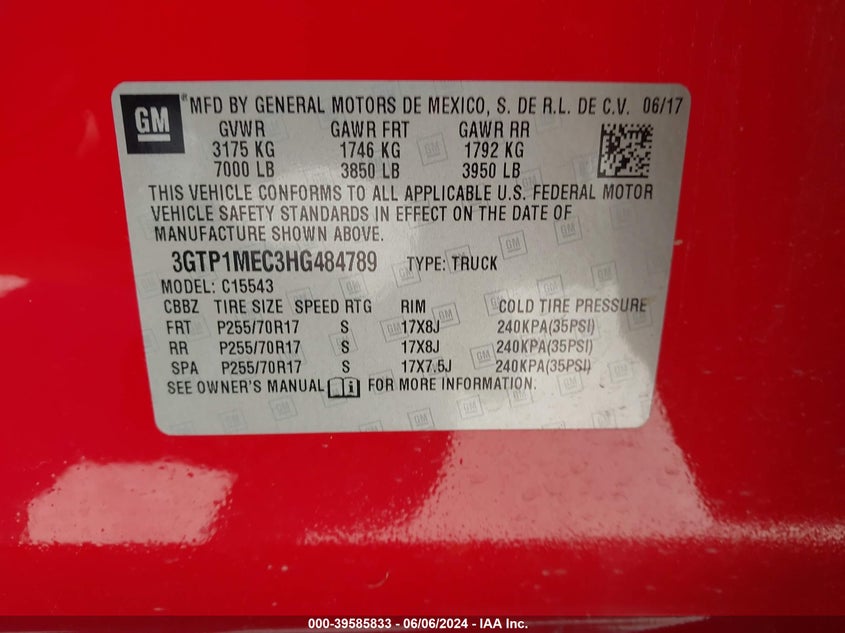 GM
MFD BY GENERAL MOTORS DE MEXICO, S. DE R.L. DE C.V. 06/17
GVWR GAWR FRT GAWR RR
3175 KG 1746 KG 1792 KG
7000 LB 3850 LB 3950 LB
THIS VEHICLE CONFORMS TO ALL APPLICABLE U.S. FEDERAL MOTOR
VEHICLE SAFETY STANDARDS IN EFFECT ON THE DATE OF
MANUFACTURE SHOWN ABOVE.
3GTP1MEC3HG484789 TYPE: TRUCK
MODEL: C15543
CBBZ TIRE SIZE SPEED RTG RIM COLD TIRE PRESSURE
FRT P255/70R17 S 17X8J 240KPA(35PSI)
RR P255/70R17 S 17X8J 240KPA(35PSI)
SPA P255/70R17 S 17X7.5J 240KPA(35PSI)
SEE OWNER'S MANUAL FOR MORE INFORMATION.
000-39585833 - 06/06/2024 - IAA Inc.